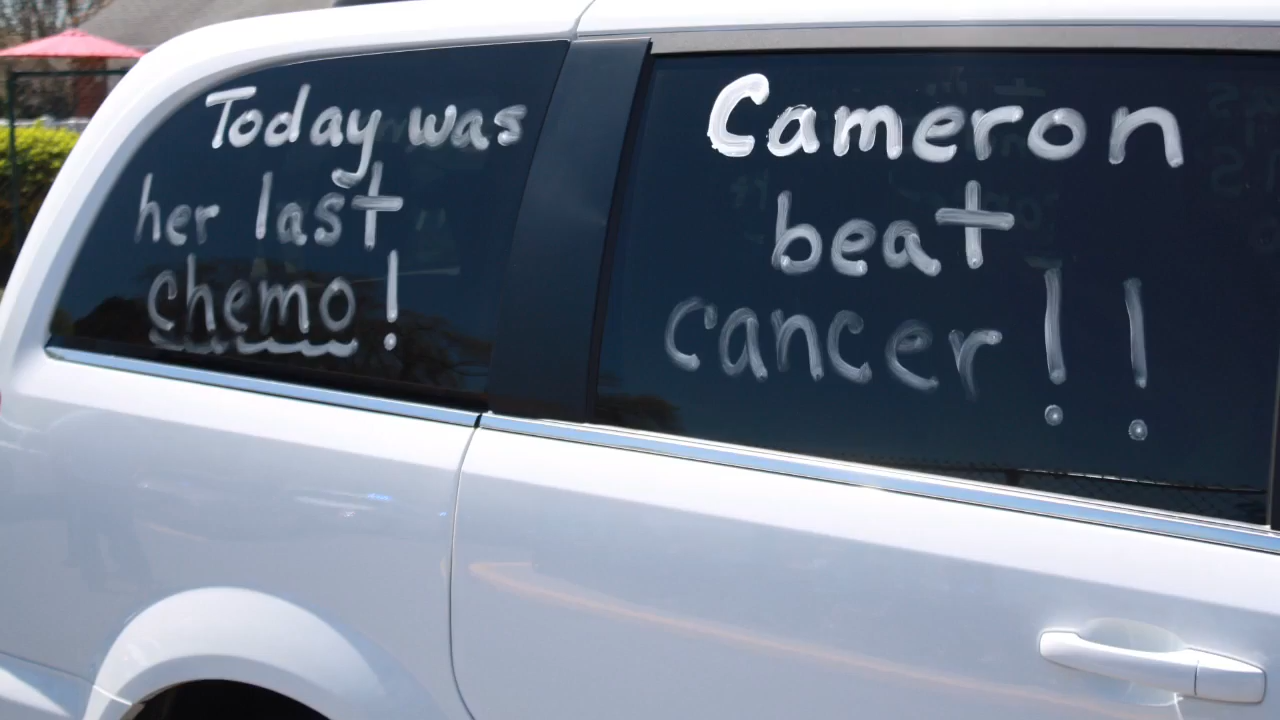 Today was
her last
chemo!
Cameron
beat
cancer!!